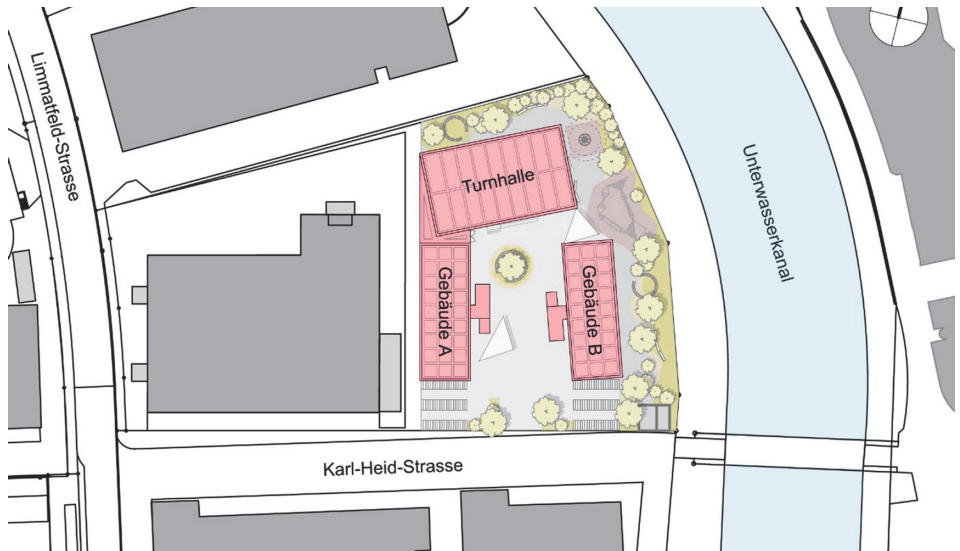 Limmatfeld-Strasse
Turnhalle
Unterwasserkanal
Gebäude A
Gebäude B
Karl-Heid-Strasse